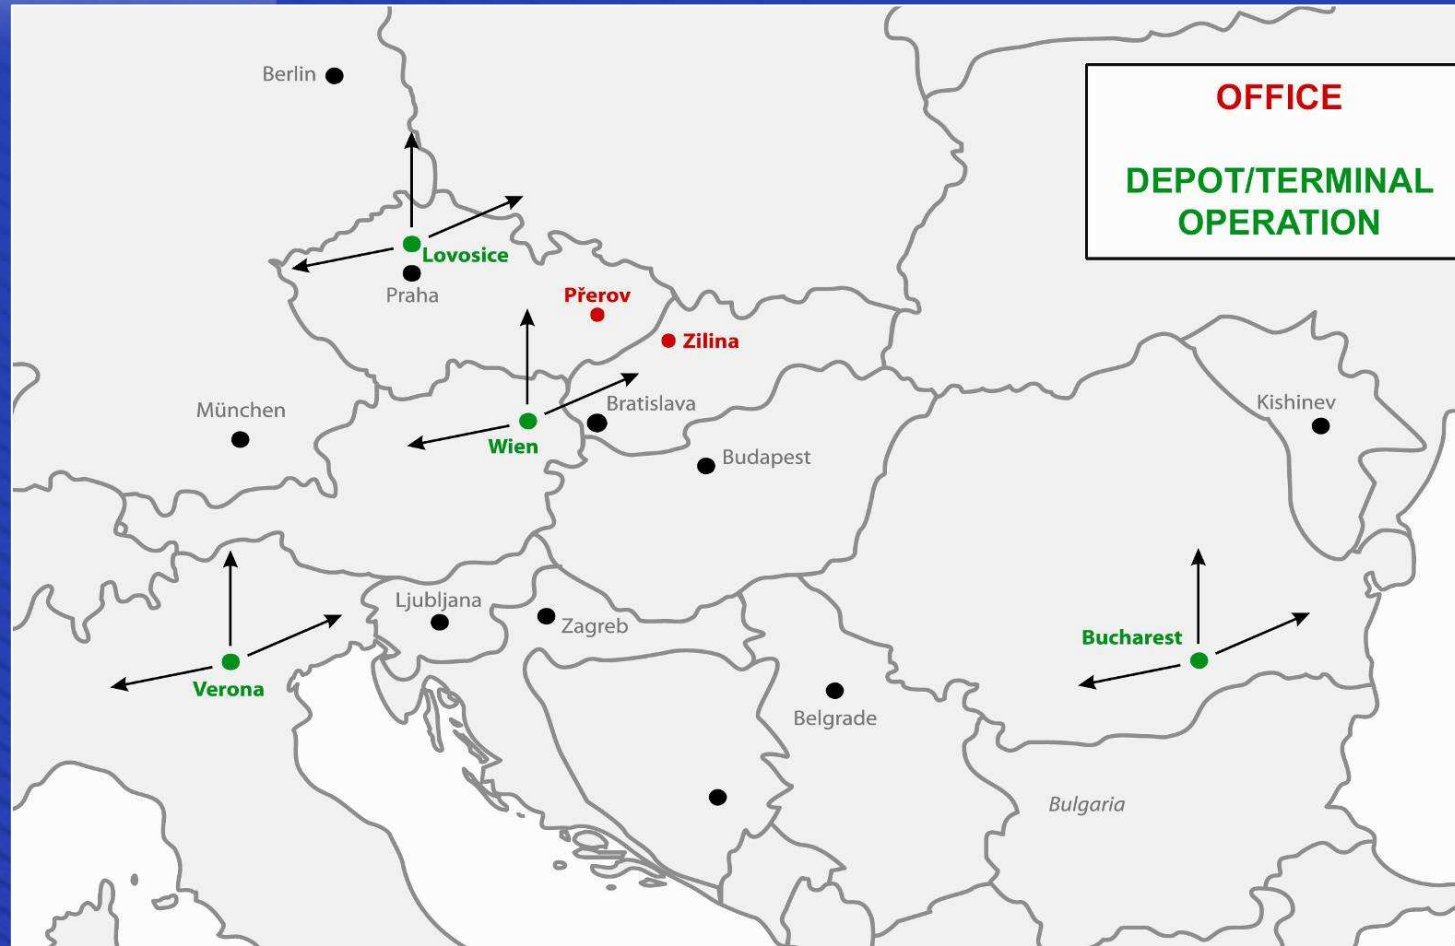 Berlin
OFFICE
DEPOT/TERMINAL
OPERATION
Lovosice
Praha
Přerov
Zilina
München
Bratislava
Kishinev
Wien
Budapest
Ljubljana
Zagreb
Bucharest
Verona
Belgrade
Bulgaria